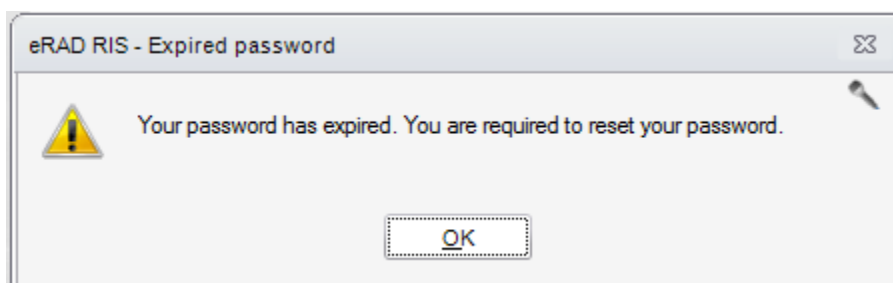 eRAD RIS - Expired password
Your password has expired. You are required to reset your password.
OK